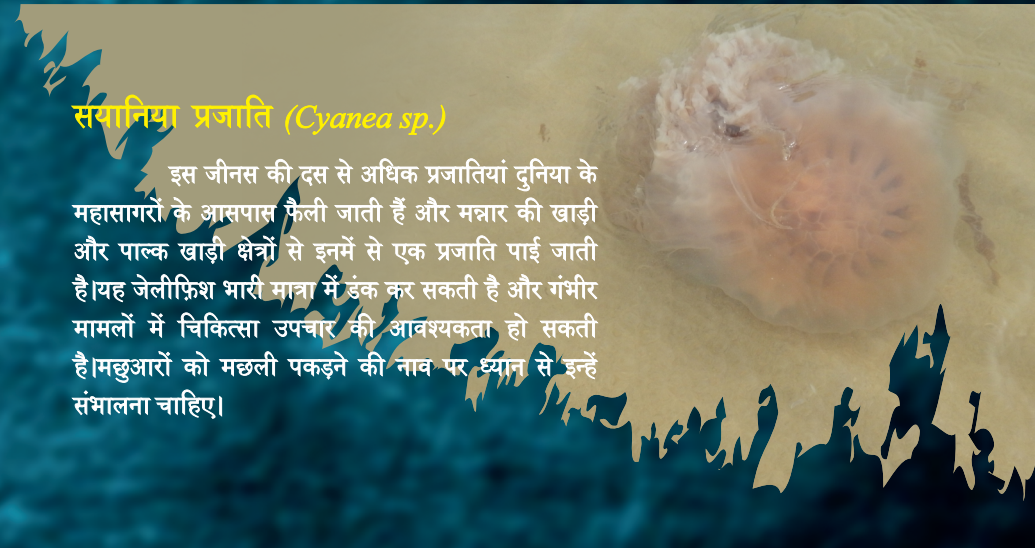 सयानिया प्रजाति (Cyanea sp.)
इस जीनस की दस से अधिक प्रजातियां दुनिया के
महासागरों के आसपास फैली जाती हैं और मन्नार की खाड़ी
और पाल्क खाड़ी क्षेत्रों से इनमें से एक प्रजाति पाई जाती
है।यह जेलीफ़िश भारी मात्रा में डंक कर सकती है और गंभीर
मामलों में चिकित्सा उपचार की आवश्यकता हो सकती
है।मछुआरों को मछली पकड़ने की नाव पर ध्यान से इन्हें
संभालना चाहिए।